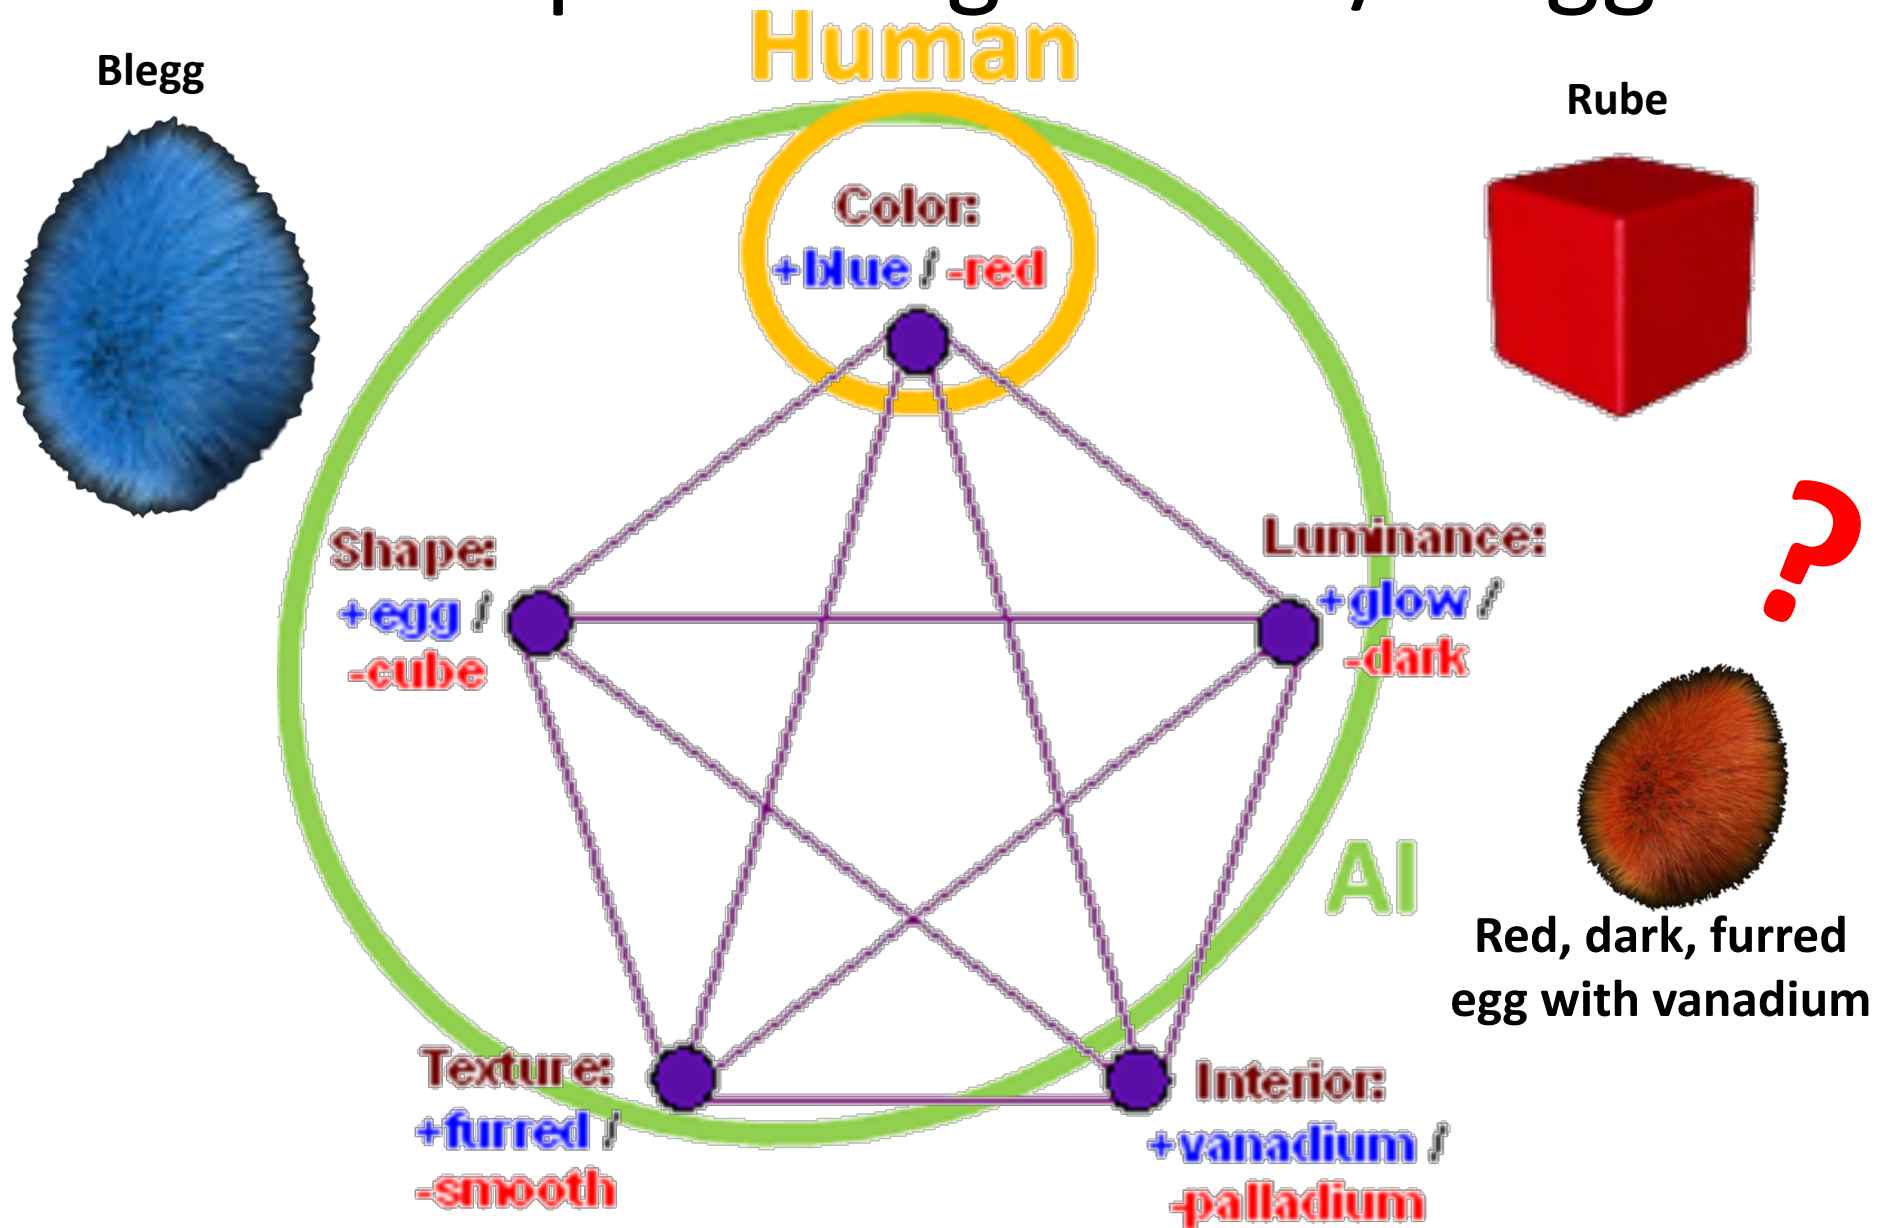 Human
Blegg
Rube
Color:
+blue / -red
Shape:
+egg /
-cube
Luminance:
+glow /
-dark
?
AI
Red, dark, furred
egg with vanadium
Texture:
+furred /
-smooth
Interior:
+vanadium /
-palladium